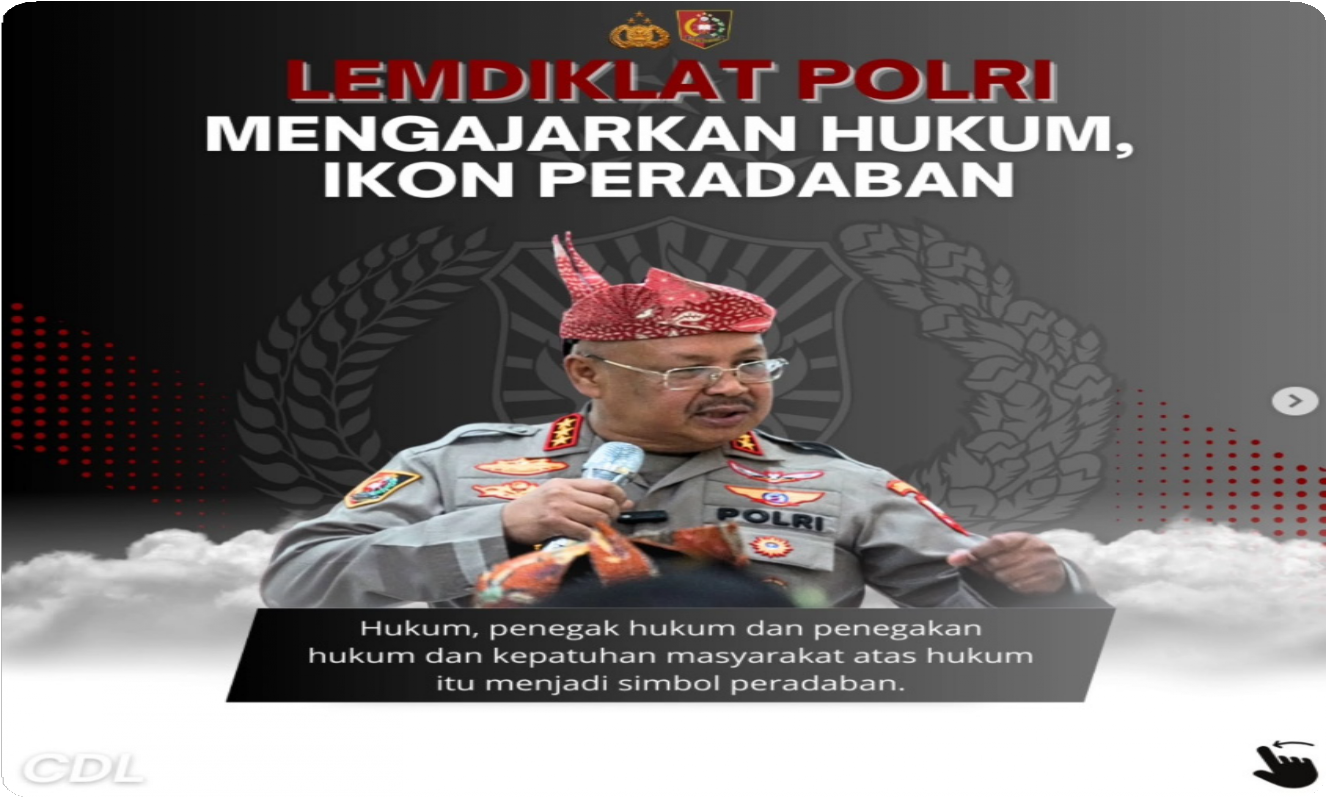 LEMDIKLAT POLRI
MENGAJARKAN HUKUM,
IKON PERADABAN
POLRI
Hukum, penegak hukum dan penegakan
hukum dan kepatuhan masyarakat atas hukum
itu menjadi simbol peradaban.
CDL